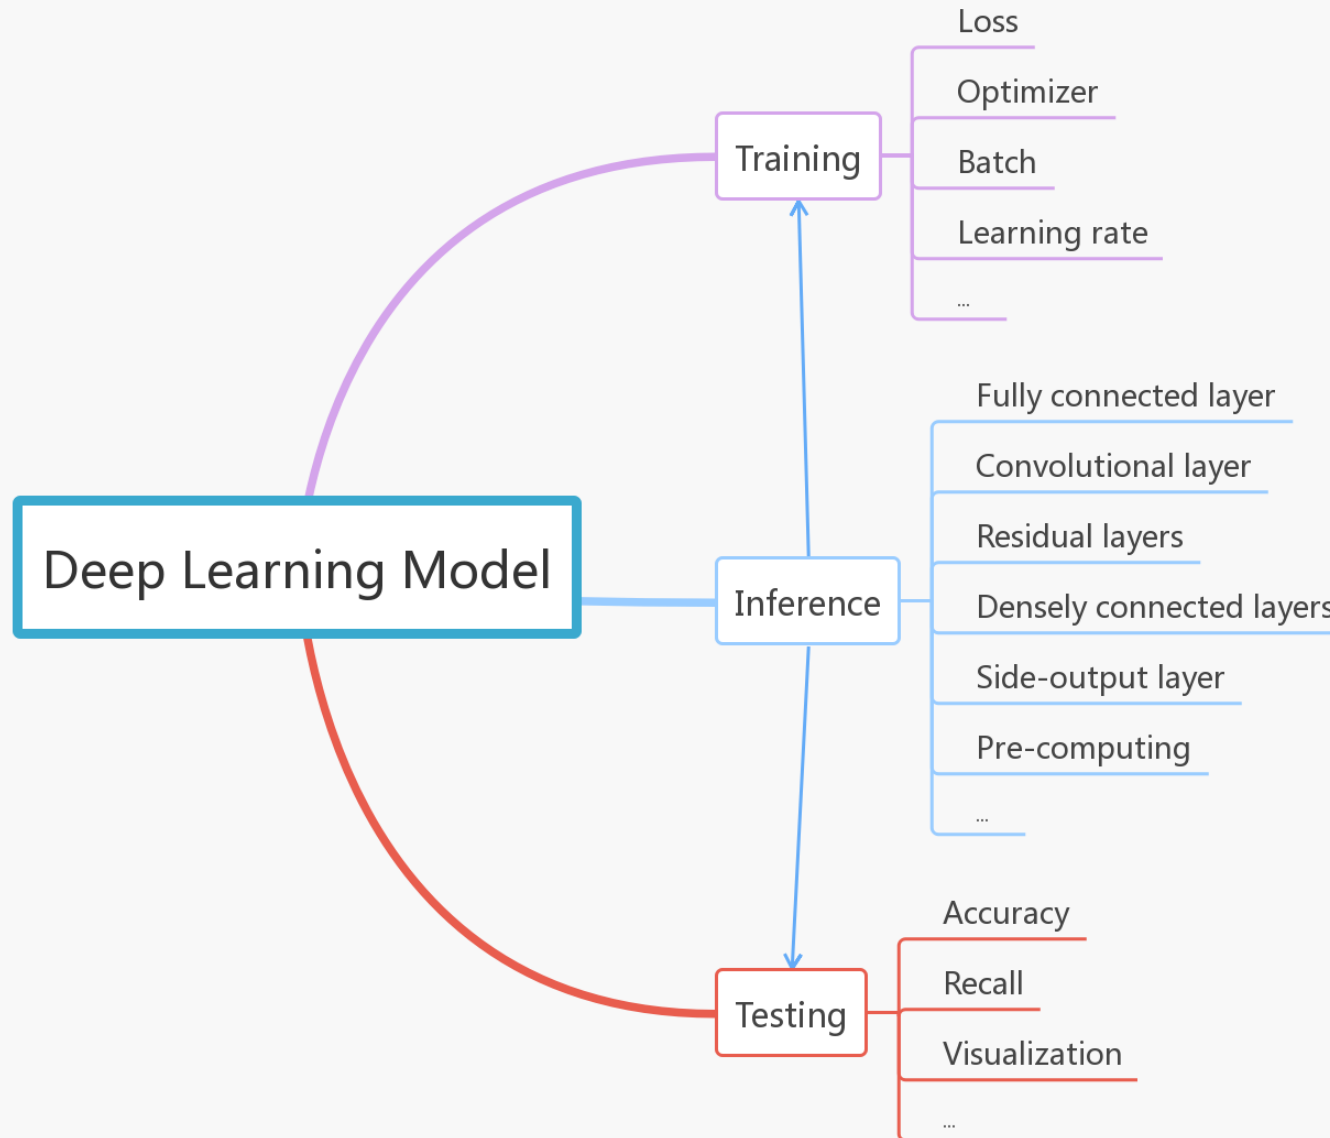 Deep Learning Model
Training
Loss
Optimizer
Batch
Learning rate
...
Inference
Fully connected layer
Convolutional layer
Residual layers
Densely connected layers
Side-output layer
Pre-computing
...
Testing
Accuracy
Recall
Visualization
...